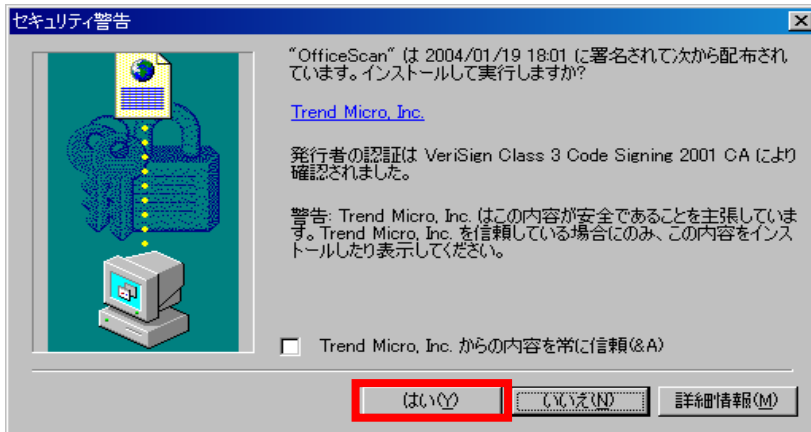 セキュリティ警告
"OfficeScan" は 2004/01/19 18:01 に署名されて次から配布され
ています。インストールして実行しますか?
Trend Micro, Inc.
発行者の認証は VeriSign Class 3 Code Signing 2001 CA により
確認されました。
警告: Trend Micro, Inc. はこの内容が安全であることを主張していま
す。Trend Micro, Inc. を信頼している場合にのみ、この内容をインス
トールしたり表示してください。
Trend Micro, Inc. からの内容を常に信頼(&A)
はい(Y) いいえ(N) 詳細情報(M)